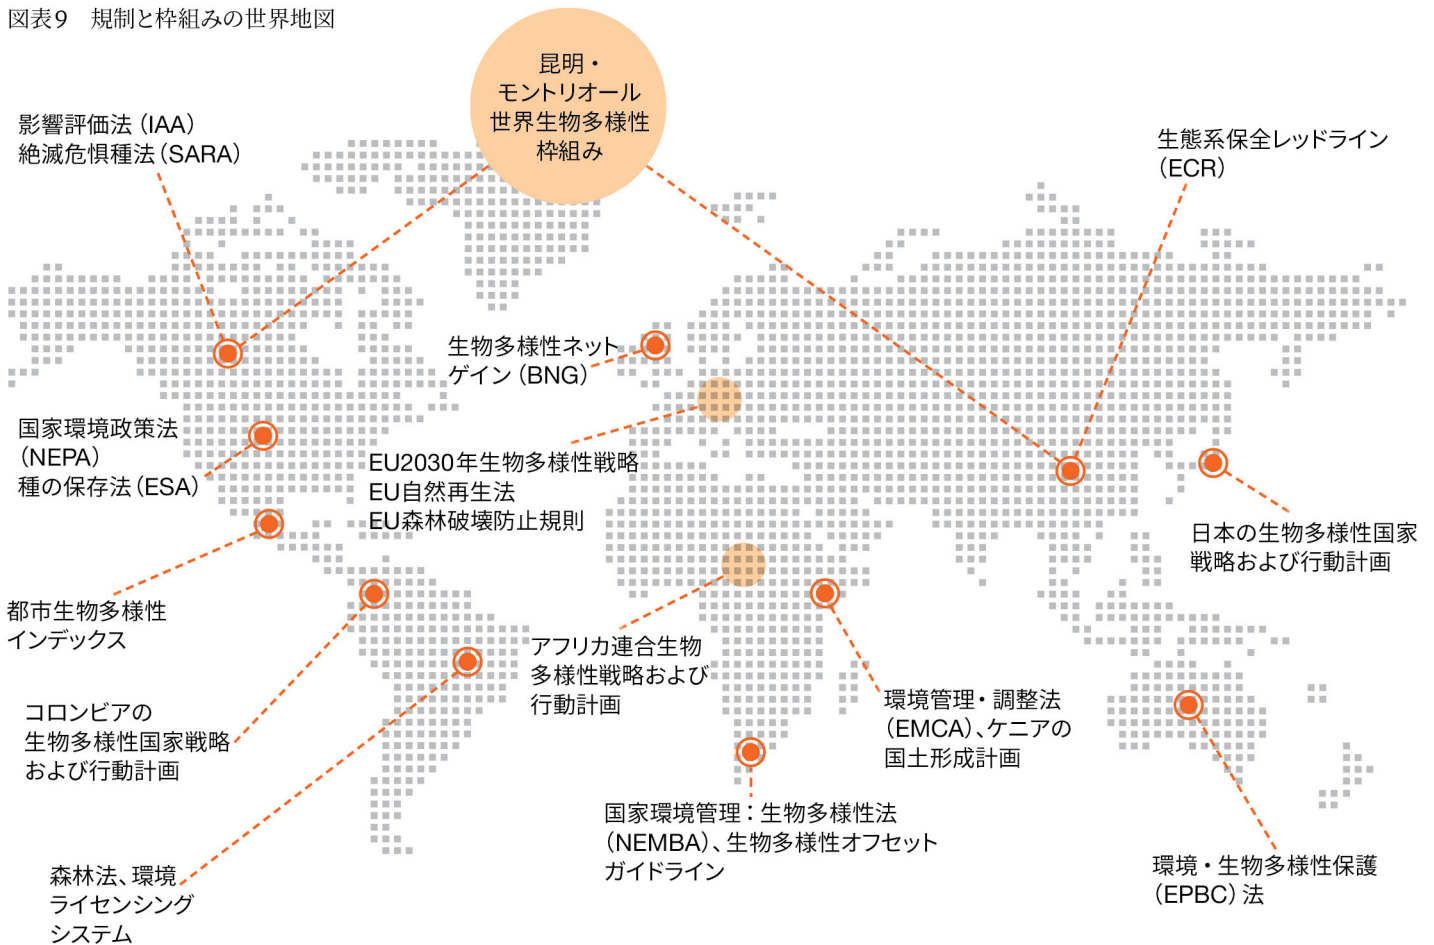 図表9　規制と枠組みの世界地図
昆明・
モントリオール
世界生物多様性
枠組み
影響評価法（IAA）
絶滅危惧種法（SARA）
生態系保全レッドライン
（ECR）
生物多様性ネット
ゲイン（BNG）
国家環境政策法
（NEPA）
種の保存法（ESA）
EU2030年生物多様性戦略
EU自然再生法
EU森林破壊防止規則
日本の生物多様性国家
戦略および行動計画
都市生物多様性
インデックス
アフリカ連合生物
多様性戦略および
行動計画
環境管理・調整法
（EMCA）、ケニアの
国土形成計画
コロンビアの
生物多様性国家戦略
および行動計画
国家環境管理：生物多様性法
（NEMBA）、生物多様性オフセット
ガイドライン
環境・生物多様性保護
（EPBC）法
森林法、環境
ライセンシング
システム